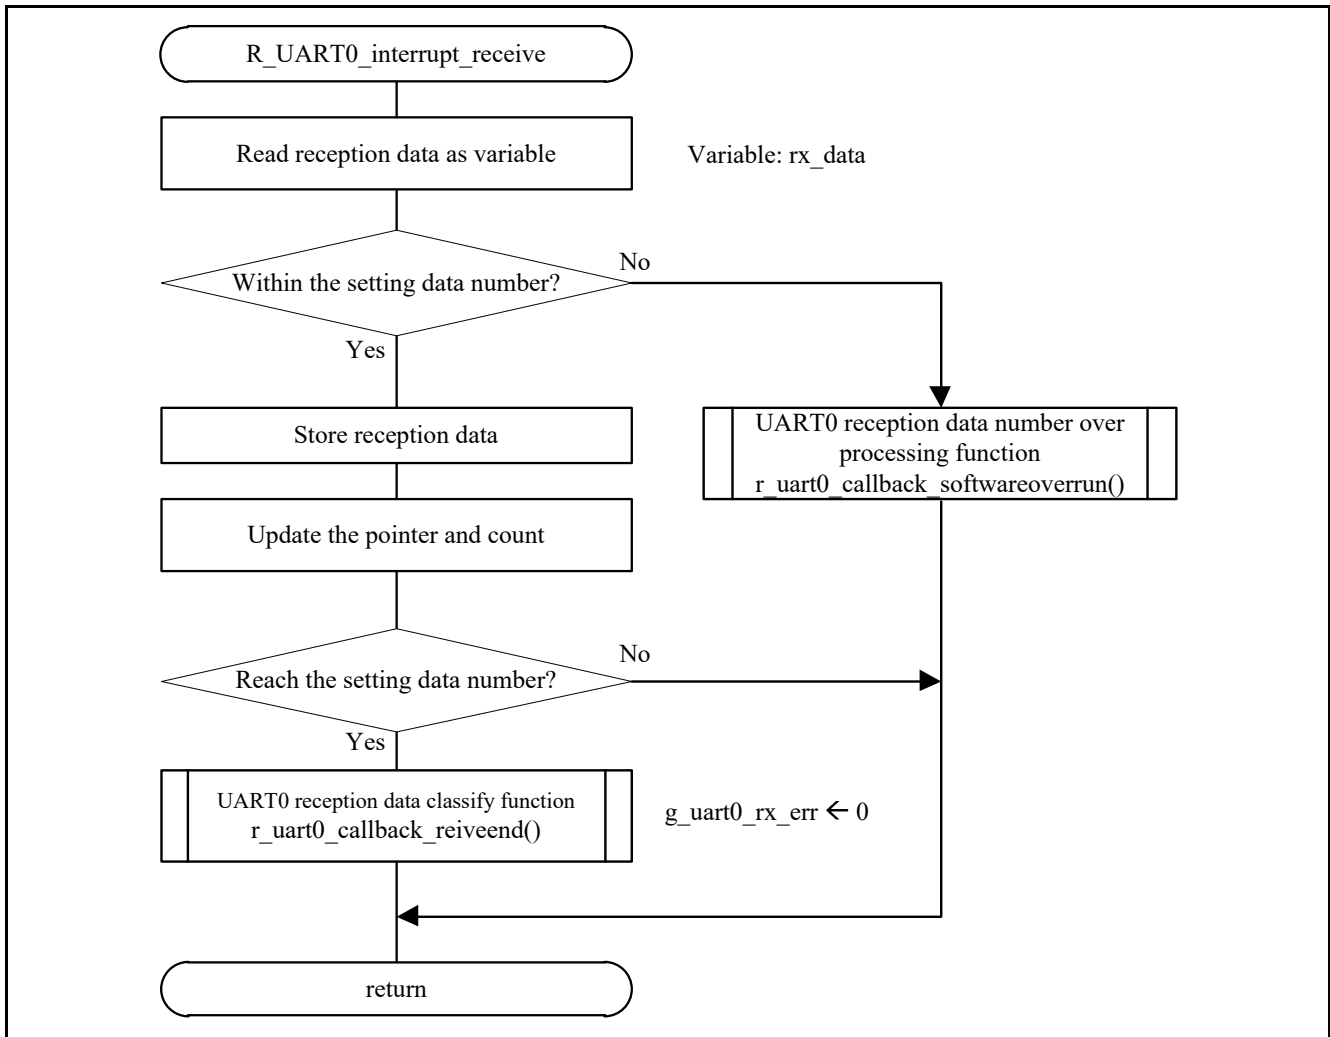 R_UART0_interrupt_receive
Read reception data as variable
Variable: rx_data
Within the setting data number?
No
Yes
Store reception data
UART0 reception data number over
processing function
r_uart0_callback_softwareoverrun()
Update the pointer and count
Reach the setting data number?
No
Yes
UART0 reception data classify function
r_uart0_callback_reiveend()
g_uart0_rx_err ← 0
return